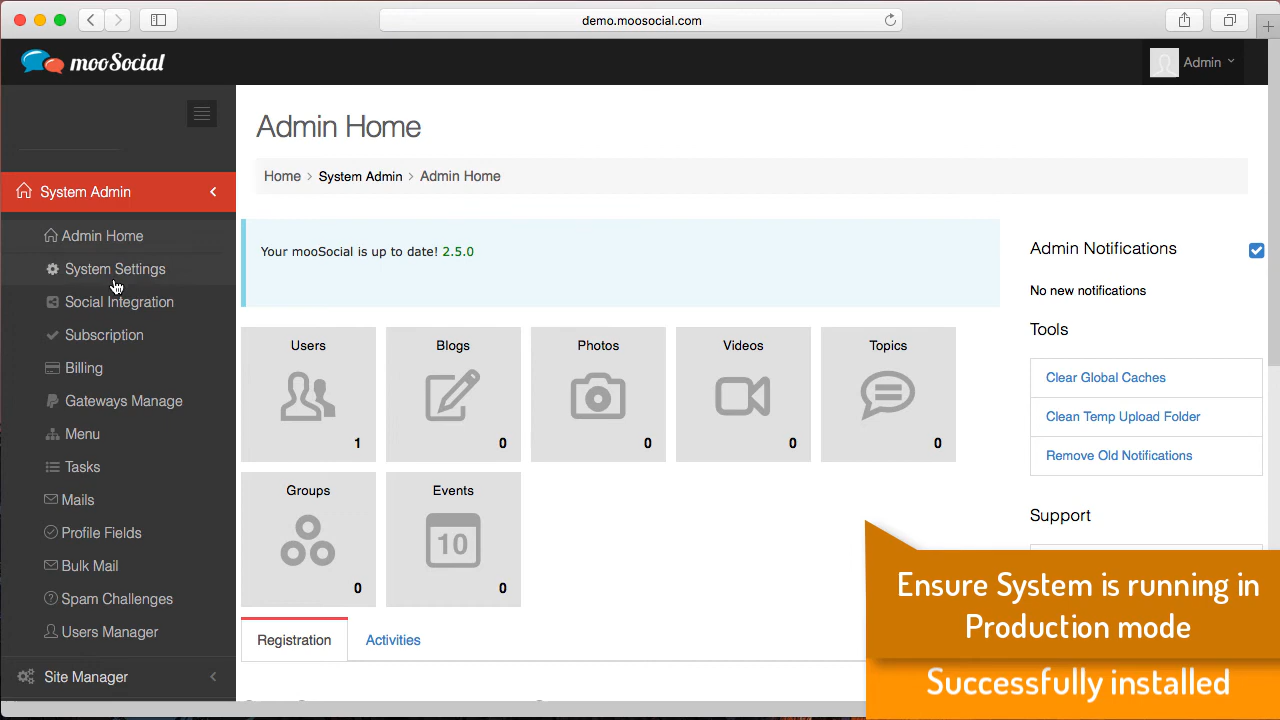 demo.moosocial.com
mooSocial
Admin
System Admin
Admin Home
System Settings
Social Integration
Subscription
Billing
Gateways Manage
Menu
Tasks
Mails
Profile Fields
Bulk Mail
Spam Challenges
Users Manager
Site Manager
Admin Home
Home > System Admin > Admin Home
Your mooSocial is up to date! 2.5.0
Users
1
Blogs
0
Photos
0
Videos
0
Topics
0
Groups
0
Events
10
0
Registration
Activities
Admin Notifications
No new notifications
Tools
Clear Global Caches
Clean Temp Upload Folder
Remove Old Notifications
Support
Ensure System is running in
Production mode
Successfully installed